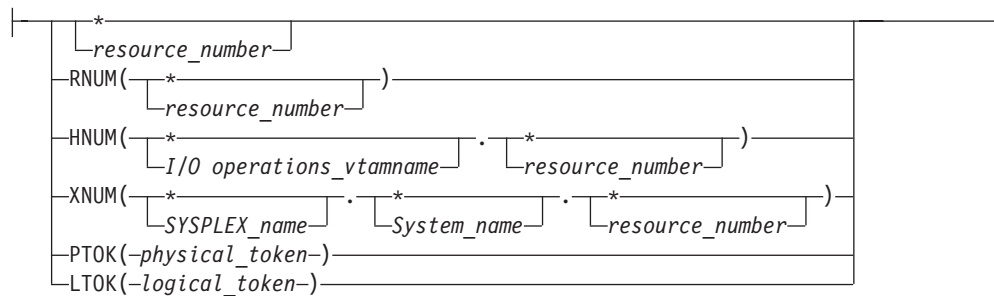 *
resource_number
RNUM( * )
resource_number
HNUM( * . * )
I/O operations_vtamname resource_number
XNUM( * . * . * )
SYSPLEX_name System_name resource_number
PTOK(physical_token)
LTOK(logical_token)